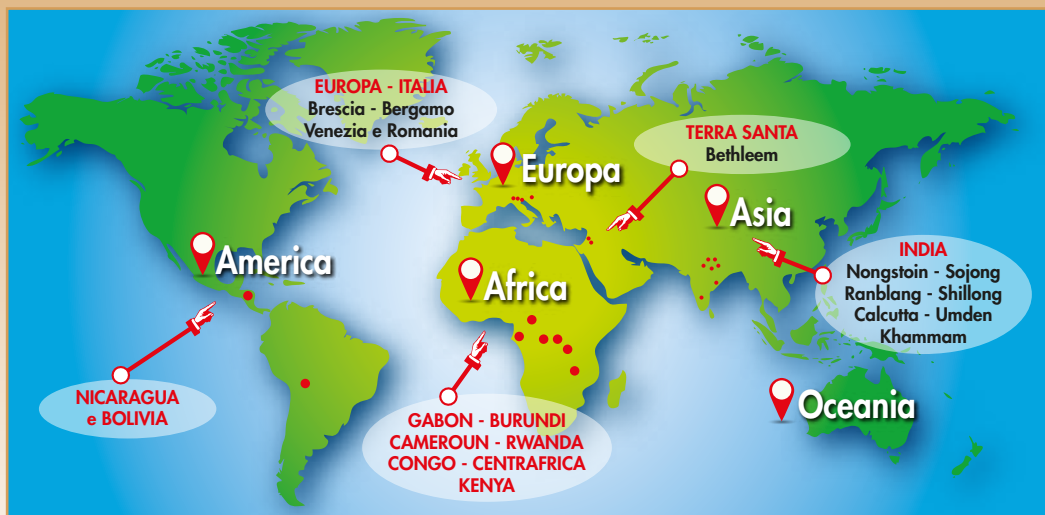 EUROPA - ITALIA
Brescia - Bergamo
Venezia e Romania
TERRA SANTA
Bethleem
Europa
Asia
America
Africa
INDIA
Nongstoin - Sojong
Ranblang - Shillong
Calcutta - Umden
Khammam
NICARAGUA
e BOLIVIA
GABON - BURUNDI
CAMEROUN - RWANDA
CONGO - CENTRAFRICA
KENYA
Oceania